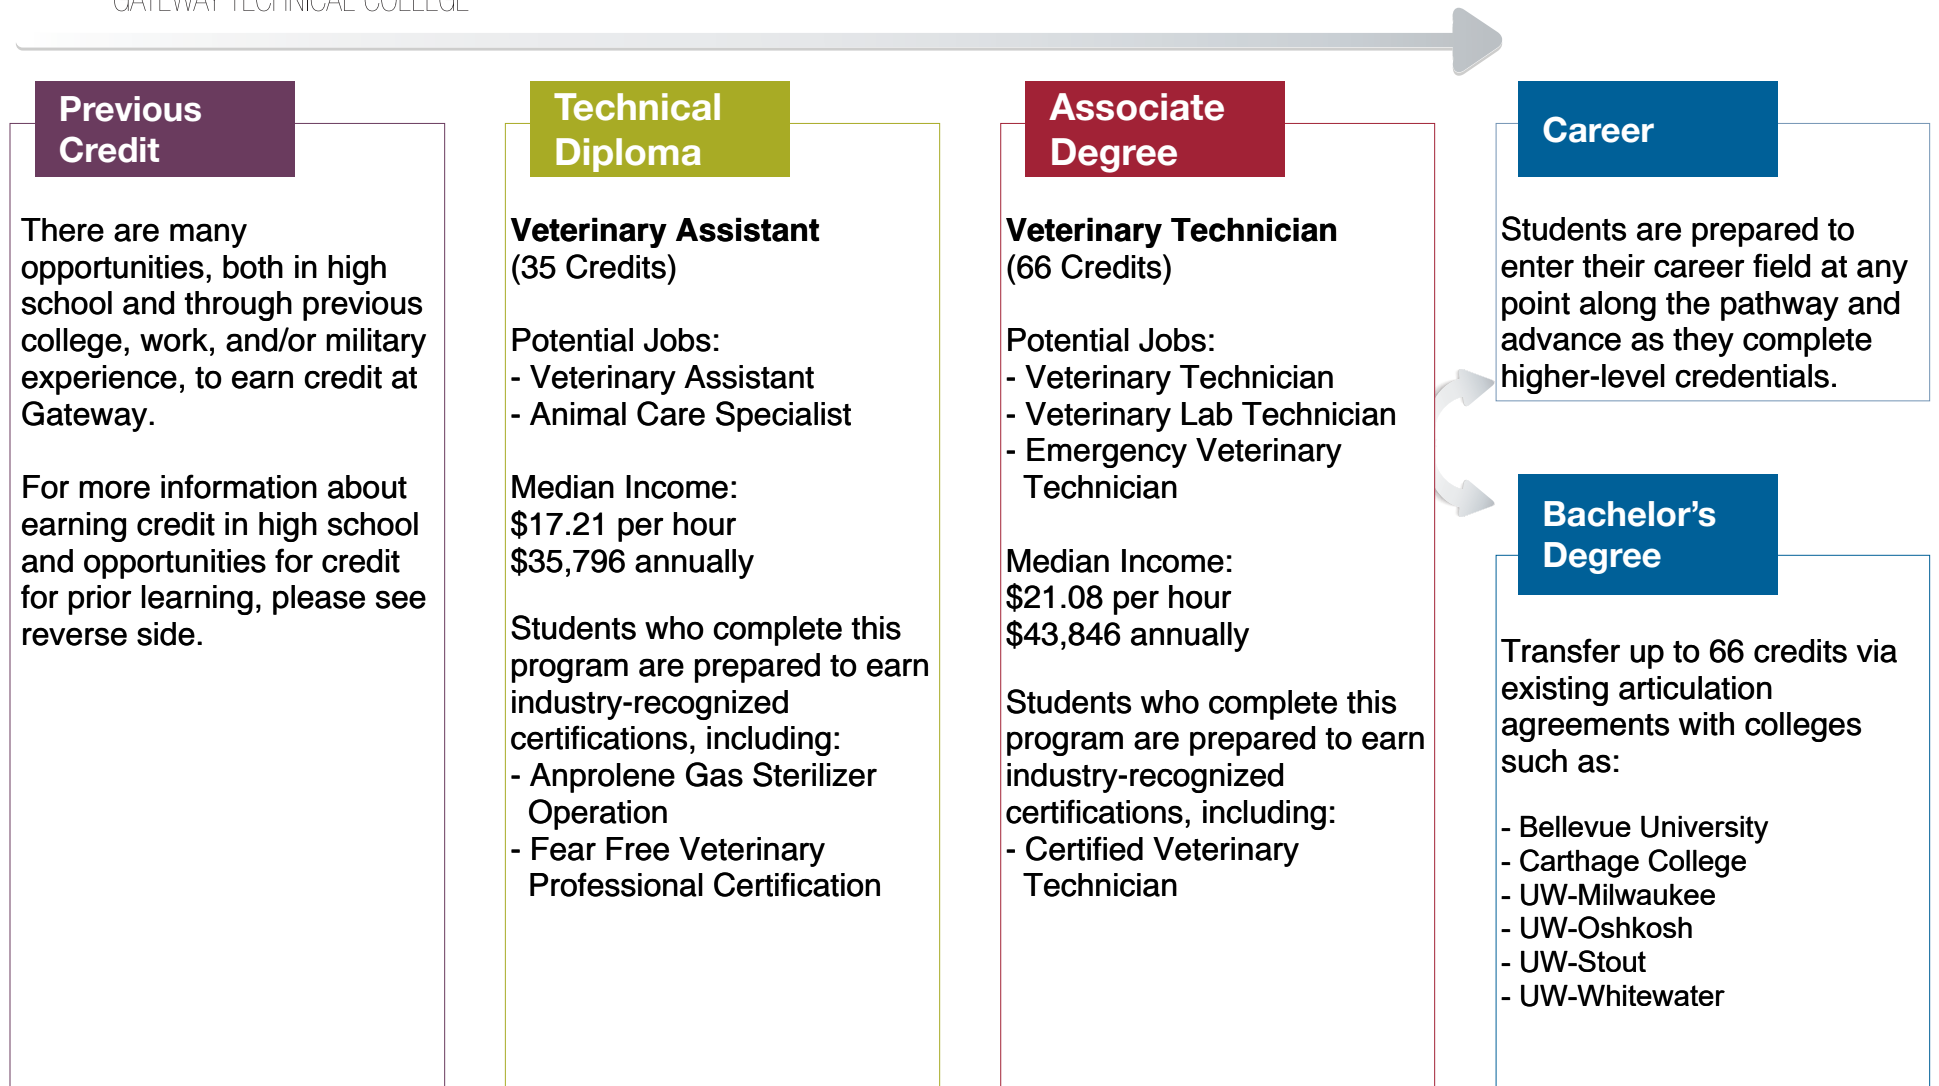 GATEWAY TECHNICAL COLLEGE
Previous
Credit
There are many
opportunities, both in high
school and through previous
college, work, and/or military
experience, to earn credit at
Gateway.
For more information about
earning credit in high school
and opportunities for credit
for prior learning, please see
reverse side.
Technical
Diploma
Veterinary Assistant
(35 Credits)
Potential Jobs:
- Veterinary Assistant
- Animal Care Specialist
Median Income:
$17.21 per hour
$35,796 annually
Students who complete this
program are prepared to earn
industry-recognized
certifications, including:
- Anprolene Gas Sterilizer
Operation
- Fear Free Veterinary
Professional Certification
Associate
Degree
Veterinary Technician
(66 Credits)
Potential Jobs:
- Veterinary Technician
- Veterinary Lab Technician
- Emergency Veterinary
Technician
Median Income:
$21.08 per hour
$43,846 annually
Students who complete this
program are prepared to earn
industry-recognized
certifications, including:
- Certified Veterinary
Technician
Career
Students are prepared to
enter their career field at any
point along the pathway and
advance as they complete
higher-level credentials.
Bachelor's
Degree
Transfer up to 66 credits via
existing articulation
agreements with colleges
such as:
- Bellevue University
- Carthage College
- UW-Milwaukee
- UW-Oshkosh
- UW-Stout
- UW-Whitewater